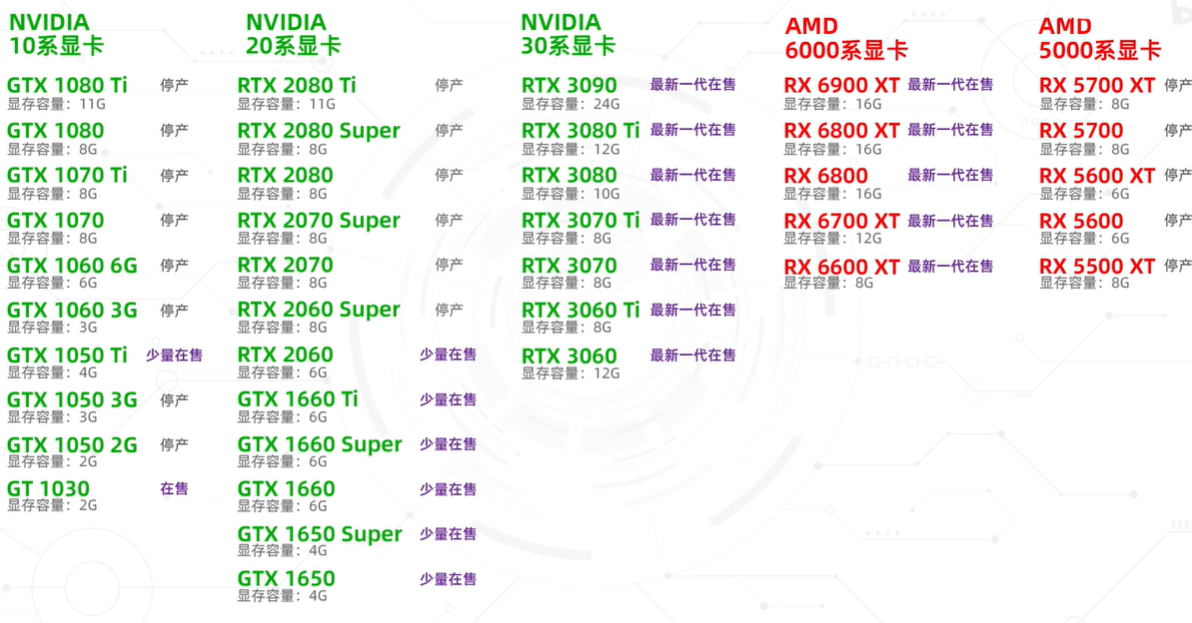 NVIDIA
10系显卡
GTX 1080 Ti 停产
显存容量：11G
GTX 1080 停产
显存容量：8G
GTX 1070 Ti 停产
显存容量：8G
GTX 1070 停产
显存容量：8G
GTX 1060 6G 停产
显存容量：6G
GTX 1060 3G 停产
显存容量：3G
GTX 1050 Ti 少量在售
显存容量：4G
GTX 1050 3G 停产
显存容量：3G
GTX 1050 2G 停产
显存容量：2G
GT 1030 在售
显存容量：2G
NVIDIA
20系显卡
RTX 2080 Ti 停产
显存容量：11G
RTX 2080 Super 停产
显存容量：8G
RTX 2080 停产
显存容量：8G
RTX 2070 Super 停产
显存容量：8G
RTX 2070 停产
显存容量：8G
RTX 2060 Super 停产
显存容量：8G
RTX 2060 少量在售
显存容量：6G
GTX 1660 Ti 少量在售
显存容量：6G
GTX 1660 Super 少量在售
显存容量：6G
GTX 1660 少量在售
显存容量：6G
GTX 1650 Super 少量在售
显存容量：4G
GTX 1650 少量在售
显存容量：4G
NVIDIA
30系显卡
RTX 3090 最新一代在售
显存容量：24G
RTX 3080 Ti 最新一代在售
显存容量：12G
RTX 3080 最新一代在售
显存容量：10G
RTX 3070 Ti 最新一代在售
显存容量：8G
RTX 3070 最新一代在售
显存容量：8G
RTX 3060 Ti 最新一代在售
显存容量：8G
RTX 3060 最新一代在售
显存容量：12G
AMD
6000系显卡
RX 6900 XT 最新一代在售
显存容量：16G
RX 6800 XT 最新一代在售
显存容量：16G
RX 6800 最新一代在售
显存容量：16G
RX 6700 XT 最新一代在售
显存容量：12G
RX 6600 XT 最新一代在售
显存容量：8G
AMD
5000系显卡
RX 5700 XT 停产
显存容量：8G
RX 5700 停产
显存容量：8G
RX 5600 XT 停产
显存容量：6G
RX 5600 停产
显存容量：6G
RX 5500 XT 停产
显存容量：8G